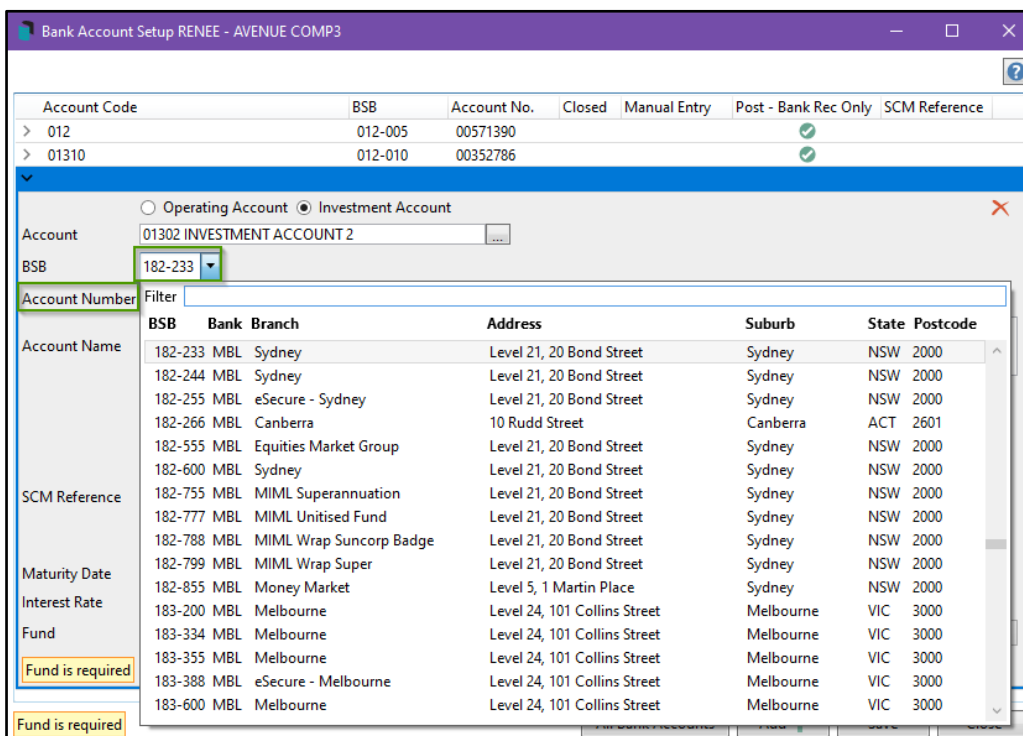 Bank Account Setup RENEE - AVENUE COMP3
Account Code BSB Account No. Closed Manual Entry Post - Bank Rec Only SCM Reference
012 012-005 00571390
01310 012-010 00352786
Operating Account Investment Account
Account 01302 INVESTMENT ACCOUNT 2 ...
BSB 182-233
Account Number Filter
BSB Bank Branch Address Suburb State Postcode
182-233 MBL Sydney Level 21, 20 Bond Street Sydney NSW 2000
Account Name
182-244 MBL Sydney Level 21, 20 Bond Street Sydney NSW 2000
182-255 MBL eSecure - Sydney Level 21, 20 Bond Street Sydney NSW 2000
182-266 MBL Canberra 10 Rudd Street Canberra ACT 2601
182-555 MBL Equities Market Group Level 21, 20 Bond Street Sydney NSW 2000
182-600 MBL Sydney Level 21, 20 Bond Street Sydney NSW 2000
SCM Reference
182-755 MBL MIML Superannuation Level 21, 20 Bond Street Sydney NSW 2000
182-777 MBL MIML Unitised Fund Level 21, 20 Bond Street Sydney NSW 2000
182-788 MBL MIML Wrap Suncorp Badge Level 21, 20 Bond Street Sydney NSW 2000
182-799 MBL MIML Wrap Super Level 21, 20 Bond Street Sydney NSW 2000
Maturity Date
182-855 MBL Money Market Level 5, 1 Martin Place Sydney NSW 2000
Interest Rate
183-200 MBL Melbourne Level 24, 101 Collins Street Melbourne VIC 3000
Fund
183-334 MBL Melbourne Level 24, 101 Collins Street Melbourne VIC 3000
183-355 MBL Melbourne Level 24, 101 Collins Street Melbourne VIC 3000
Fund is required
183-388 MBL eSecure - Melbourne Level 24, 101 Collins Street Melbourne VIC 3000
183-600 MBL Melbourne Level 24, 101 Collins Street Melbourne VIC 3000
Fund is required All Bank Accounts Add Save Close